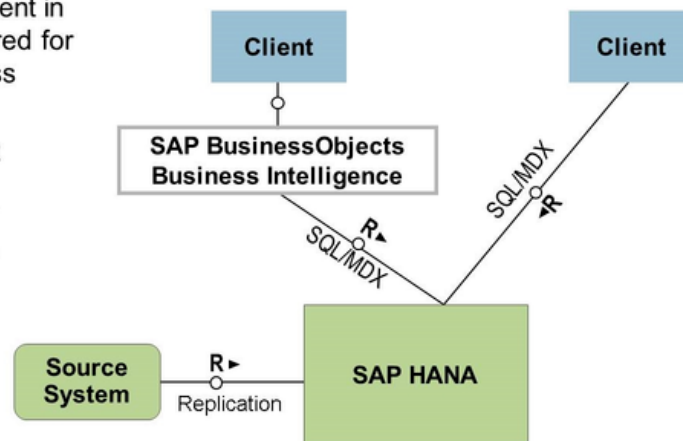 ent in
red for
ss
Client
Client
SAP BusinessObjects
Business Intelligence
SQL/MDX
R
R
SQL/MDX
Source
System
R
Replication
SAP HANA